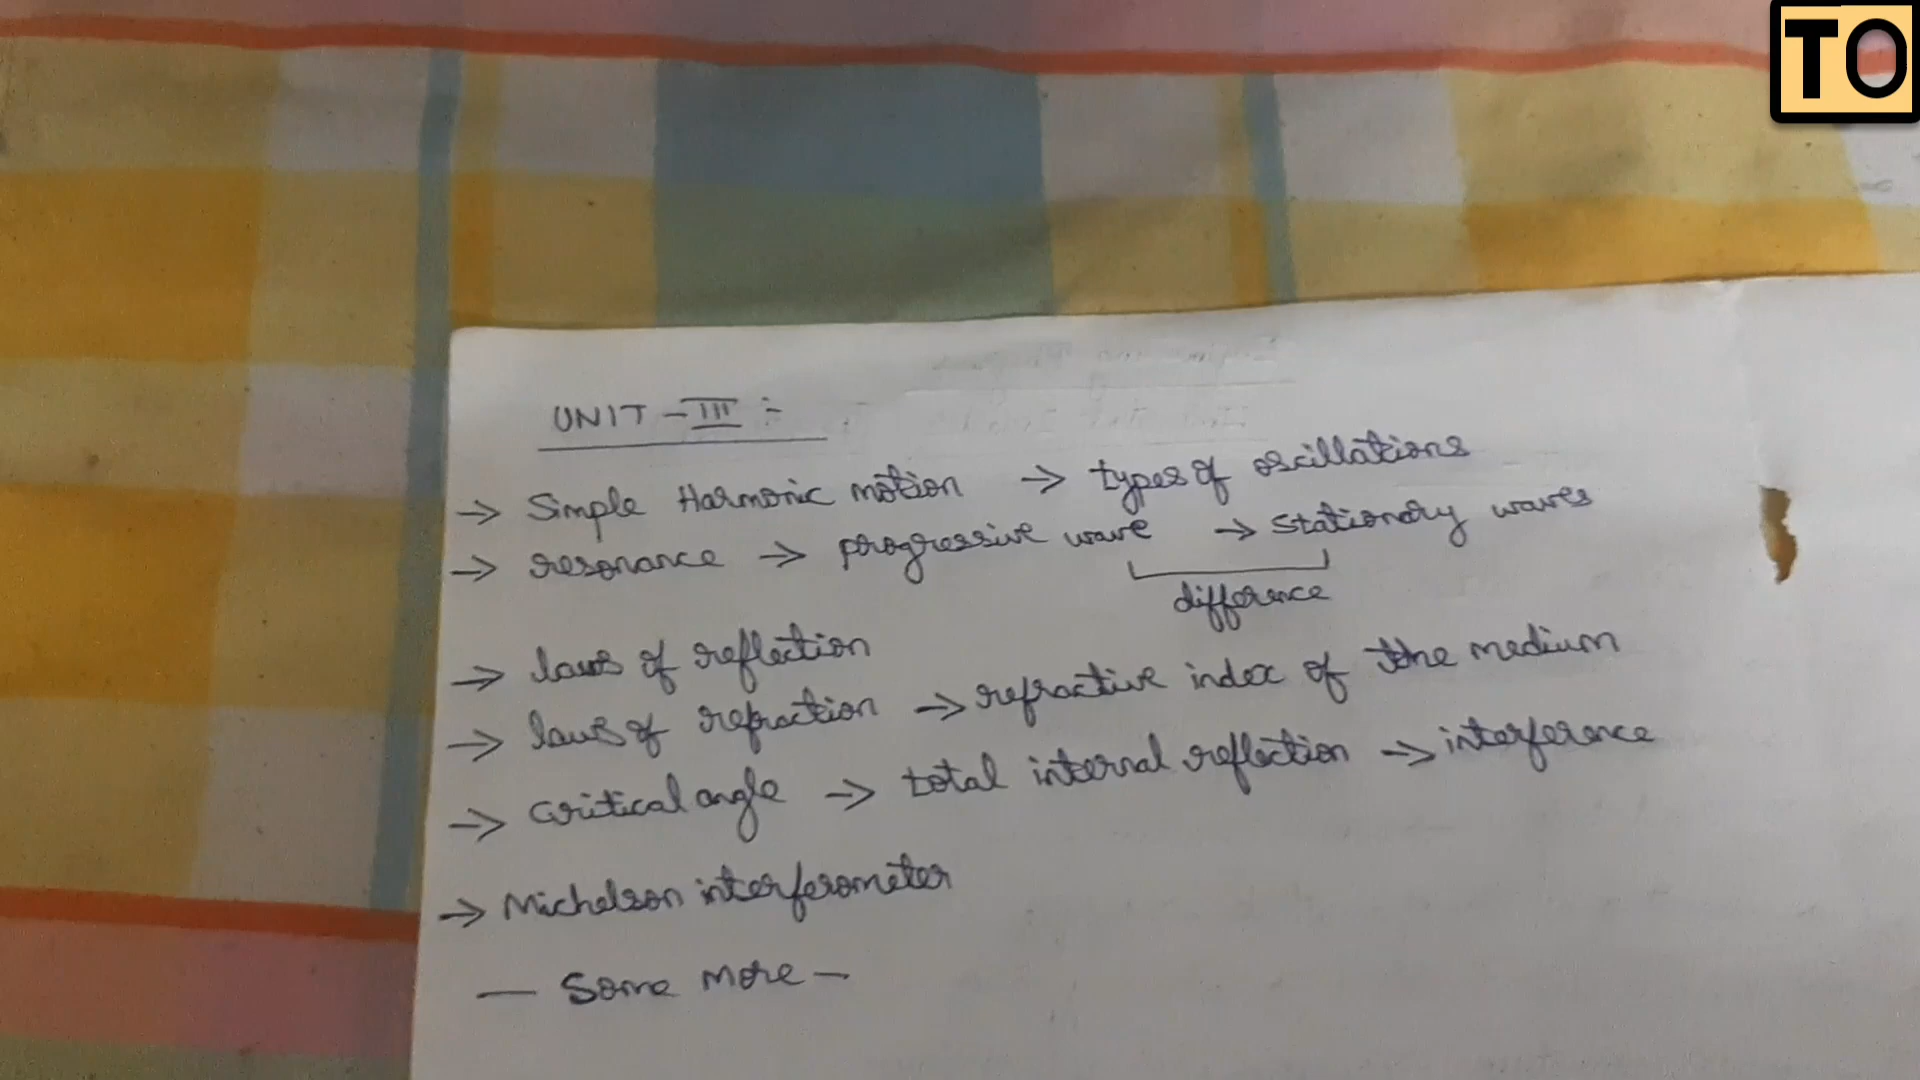 TO
UNIT - III :-
→ Simple Harmonic motion → types of oscillations
→ resonance → progressive wave → stationary waves
difference
→ laws of reflection
→ laws of refraction → refractive index of the medium
→ critical angle → total internal reflection → interference
→ Michelson interferometer
— Some more —